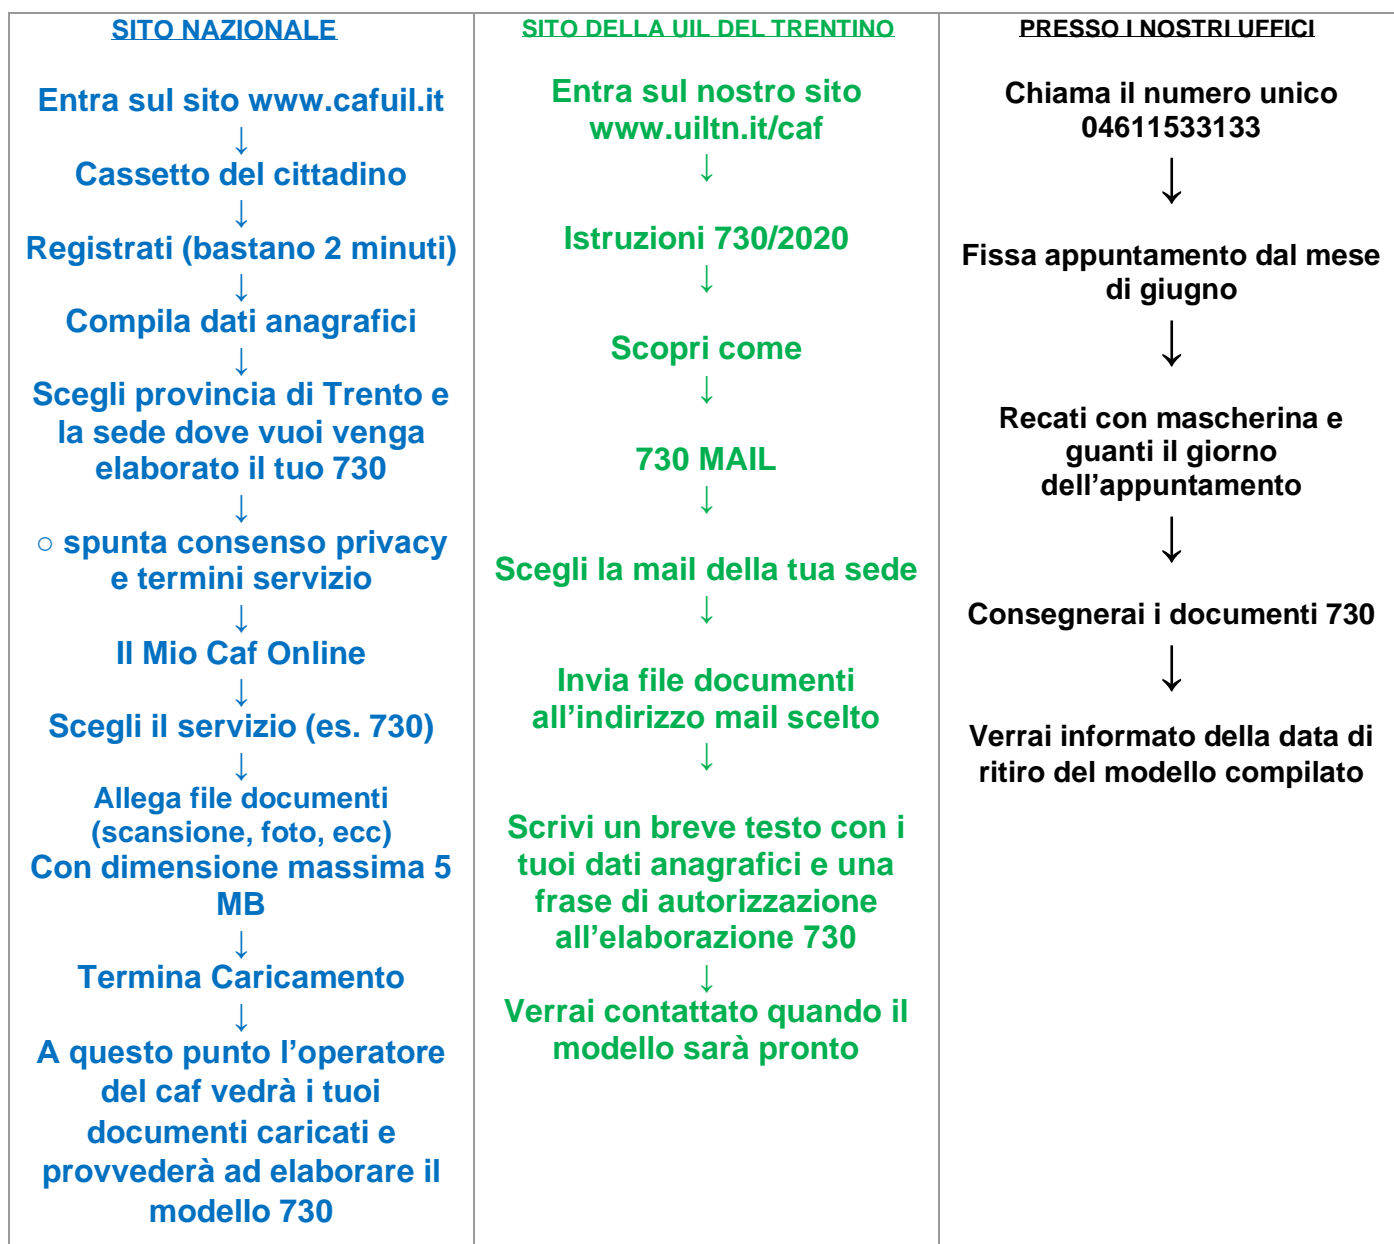 SITO NAZIONALE
Entra sul sito www.cafuil.it
↓
Cassetto del cittadino
↓
Registrati (bastano 2 minuti)
↓
Compila dati anagrafici
↓
Scegli provincia di Trento e
la sede dove vuoi venga
elaborato il tuo 730
↓
○ spunta consenso privacy
e termini servizio
↓
Il Mio Caf Online
↓
Scegli il servizio (es. 730)
↓
Allega file documenti
(scansione, foto, ecc)
Con dimensione massima 5
MB
↓
Termina Caricamento
↓
A questo punto l’operatore
del caf vedrà i tuoi
documenti caricati e
provvederà ad elaborare il
modello 730
SITO DELLA UIL DEL TRENTINO
Entra sul nostro sito
www.uiltn.it/caf
↓
Istruzioni 730/2020
↓
Scopri come
↓
730 MAIL
↓
Scegli la mail della tua sede
↓
Invia file documenti
all’indirizzo mail scelto
↓
Scrivi un breve testo con i
tuoi dati anagrafici e una
frase di autorizzazione
all’elaborazione 730
↓
Verrai contattato quando il
modello sarà pronto
PRESSO I NOSTRI UFFICI
Chiama il numero unico
04611533133
↓
Fissa appuntamento dal mese
di giugno
↓
Recati con mascherina e
guanti il giorno
dell’appuntamento
↓
Consegnerai i documenti 730
↓
Verrai informato della data di
ritiro del modello compilato